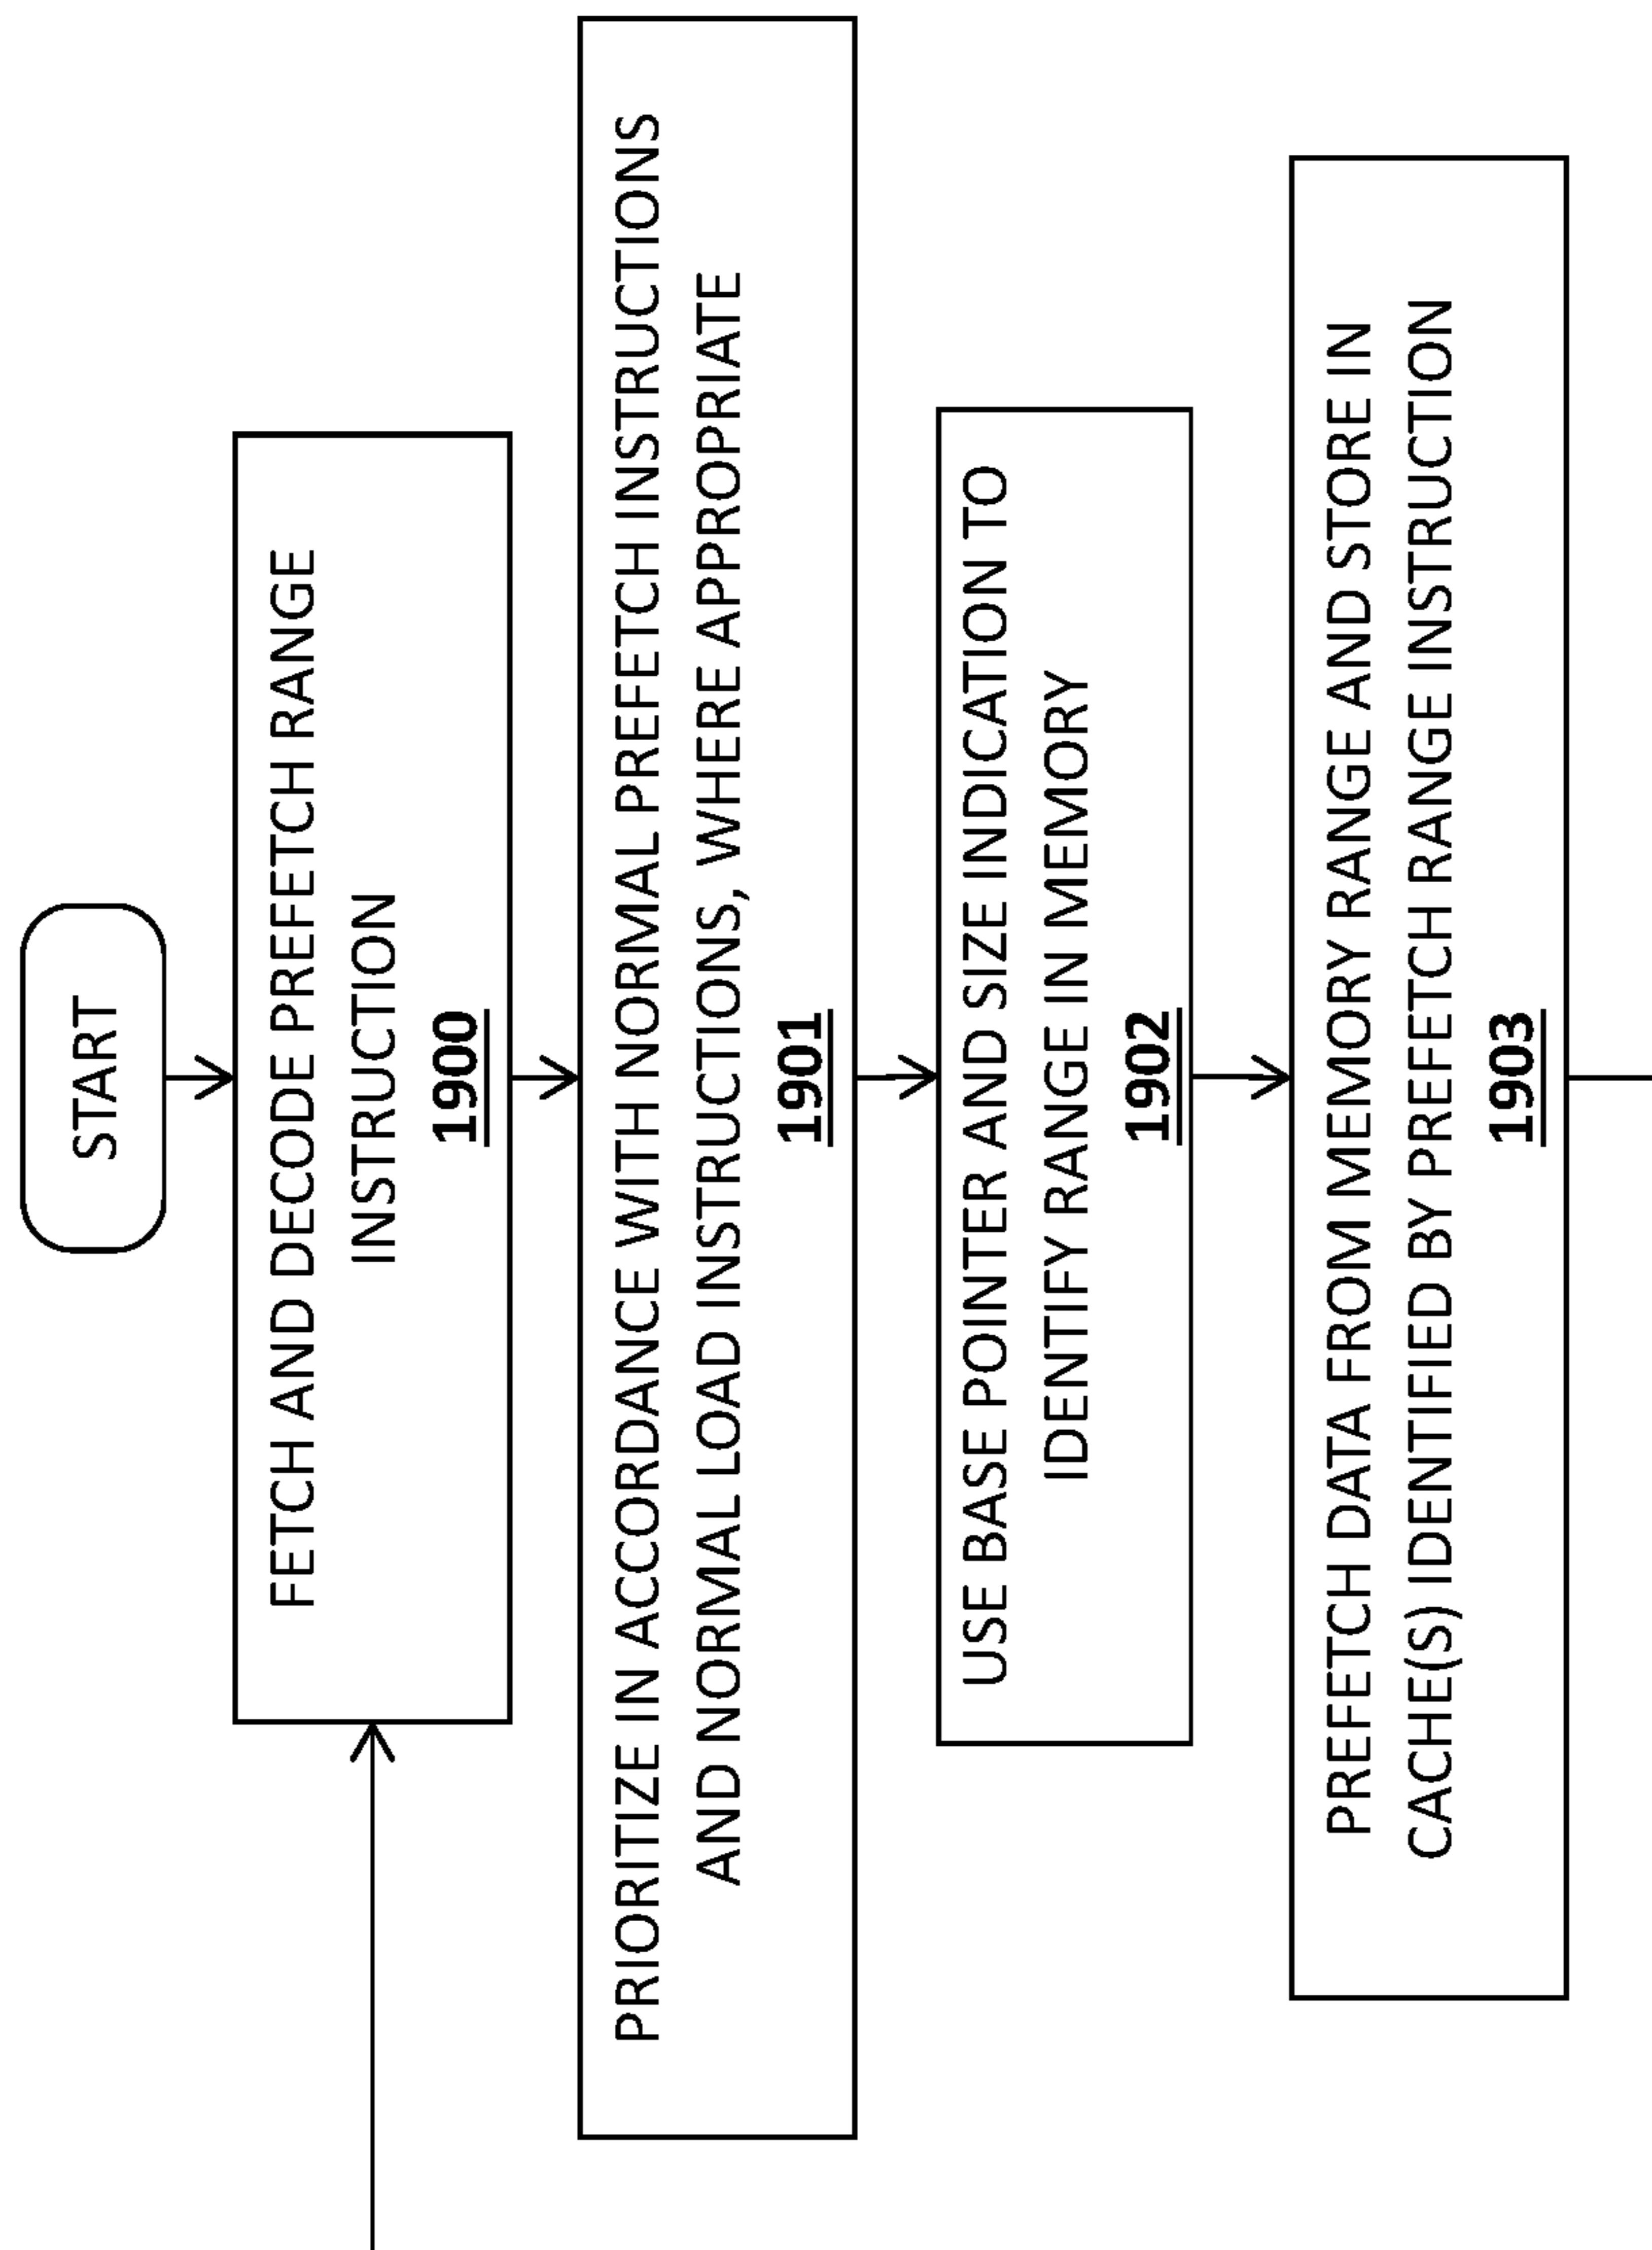 START
FETCH AND DECODE PREFETCH RANGE
INSTRUCTION
1900
PRIORITIZE IN ACCORDANCE WITH NORMAL PREFETCH INSTRUCTIONS
AND NORMAL LOAD INSTRUCTIONS, WHERE APPROPRIATE
1901
USE BASE POINTER AND SIZE INDICATION TO
IDENTIFY RANGE IN MEMORY
1902
PREFETCH DATA FROM MEMORY RANGE AND STORE IN
CACHE(S) IDENTIFIED BY PREFETCH RANGE INSTRUCTION
1903